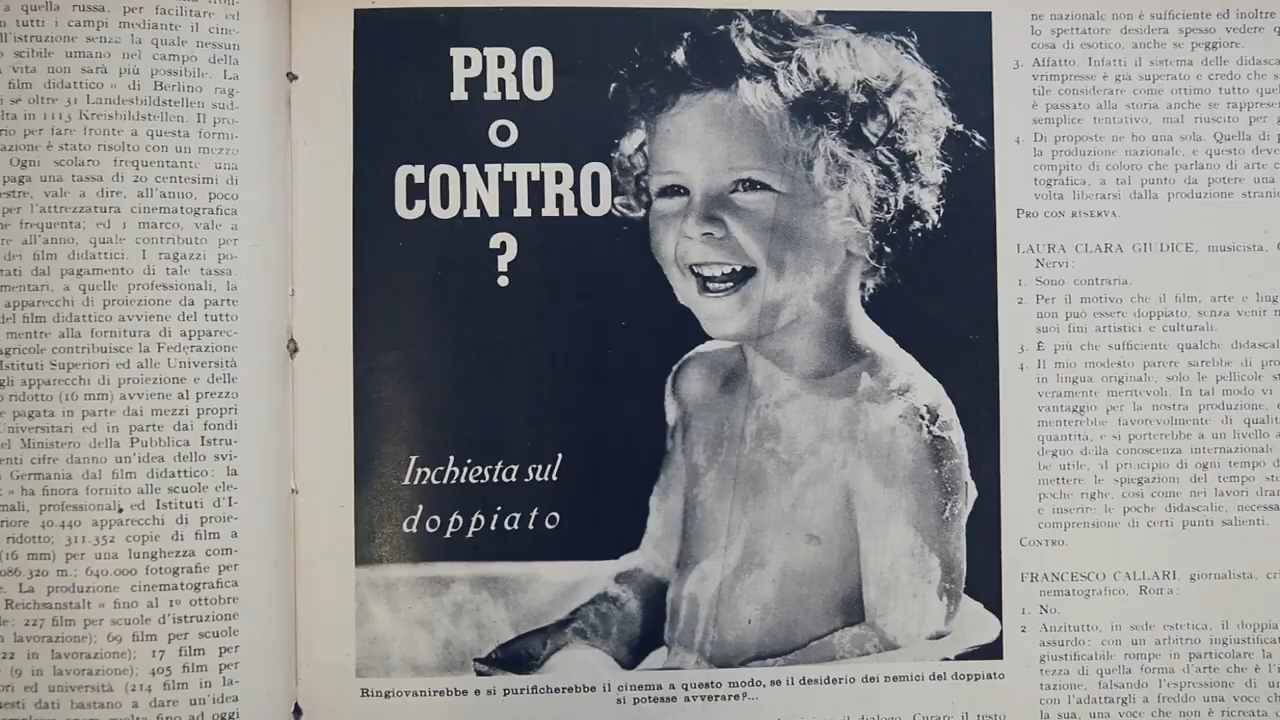 a quella russa, per facilitare ed
n tutti i campi mediante il cine-
ll'istruzione senza la quale nessun
o scibile umano nel campo della
a vita non sarà più possibile. La
film didattico » di Berlino rag-
i sé oltre 31 Landesbildstellen sud-
lta in 1113 Kreisbildstellen. Il pro-
rio per fare fronte a questa formi-
azione è stato risolto con un mezzo
Ogni scolaro frequentante una
paga una tassa di 20 centesimi di
estre, vale a dire, all'anno, poco
per l'attrezzatura cinematografica
he frequenta; ed 1 marco, vale a
re all'anno, quale contributo per
dei film didattici. I ragazzi po-
tati dal pagamento di tale tassa.
mentari, a quelle professionali, la
apparecchi di proiezione da parte
del film didattico avviene del tutto
mentre alla fornitura di apparec-
agricole contribuisce la Federazione
Istituti Superiori ed alle Università
gli apparecchi di proiezione e delle
o ridotto (16 mm) avviene al prezzo
e pagata in parte dai mezzi propri
Universitari ed in parte dai fondi
el Ministero della Pubblica Istru-
enti cifre danno un'idea dello svi-
Germania dal film didattico: la
» ha finora fornito alle scuole ele-
mali, professionali, ed Istituti d'I-
riore 40.440 apparecchi di proie-
ridotto; 311.352 copie di film a
(16 mm) per una lunghezza com-
086.320 m.; 640.000 fotografie per
e. La produzione cinematografica
Reichsanstalt » fino al 1º ottobre
le: 227 film per scuole d'istruzione
n lavorazione); 69 film per scuole
22 in lavorazione); 17 film per
(9 in lavorazione); 405 film per
ori ed università (214 film in la-
uesti dati bastano a dare un'idea
PRO
O
CONTRO
?
Inchiesta sul
doppiato
Ringiovanirebbe e si purificherebbe il cinema a questo modo, se il desiderio dei nemici del doppiato
si potesse avverare?...
il dialogo. Curare il testo
ne nazionale non è sufficiente ed inoltre
lo spettatore desidera spesso vedere q
cosa di esotico, anche se peggiore.
3. Affatto. Infatti il sistema delle didasca
vrimpresse è già superato e credo che s
tile considerare come ottimo tutto quel
è passato alla storia anche se rapprese
semplice tentativo, mal riuscito per
4. Di proposte ne ho una sola. Quella di p
la produzione nazionale, e questo deve
compito di coloro che parlano di arte
tografica, a tal punto da potere una
volta liberarsi dalla produzione strani
PRO CON RISERVA.
LAURA CLARA GIUDICE, musicista,
Nervi:
1. Sono contraria.
2. Per il motivo che il film, arte e ling
non può essere doppiato, senza venir m
suoi fini artistici e culturali.
3. È più che sufficiente qualche didascal
4. Il mio modesto parere sarebbe di pro
in lingua originale, solo le pellicole st
veramente meritevoli. In tal modo vi
vantaggio per la nostra produzione,
menterebbe favorevolmente di qualit
quantità, e si porterebbe a un livello a
degno della conoscenza internazionale
be utile, al principio di ogni tempo d
mettere le spiegazioni del tempo ste
poche righe, così come nei lavori dram
e inserire le poche didascalie, necessa
comprensione di certi punti salienti.
CONTRO.
FRANCESCO CALLARI, giornalista, cri
nematografico, Roma:
1. No.
2. Anzitutto, in sede estetica, il doppia
assurdo: con un arbitrio ingiustifica
giustificabile rompe in particolare la
tezza di quella forma d'arte che è l'i
tazione, falsando l'espressione di un
con l'adattargli a freddo una voce ch
la sua, una voce che non è ricreata